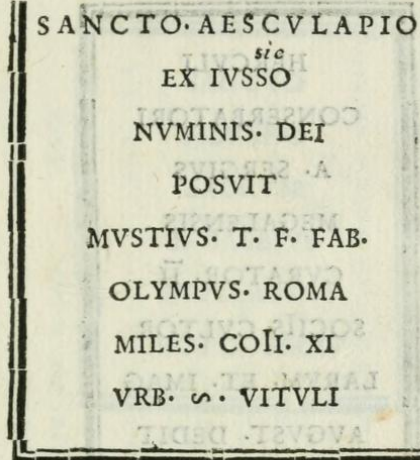 SANCTO· AESCVLAPIO
sic
EX IVSSO
NVMINIS· DEI
POSVIT
MVSTIVS· T. F. FAB.
OLYMPVS· ROMA
MILES· COII· XI
VRB· ∾· VITVLI